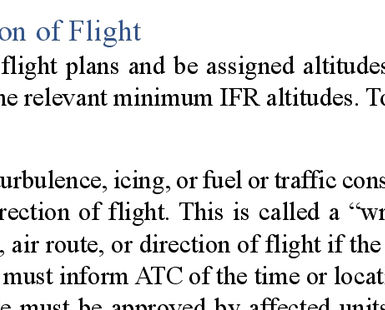 on of Flight
flight plans and be assigned altitudes
he relevant minimum IFR altitudes. To
urbulence, icing, or fuel or traffic cons
rection of flight. This is called a “wr
, air route, or direction of flight if the
must inform ATC of the time or locati
e must be approved by affected units